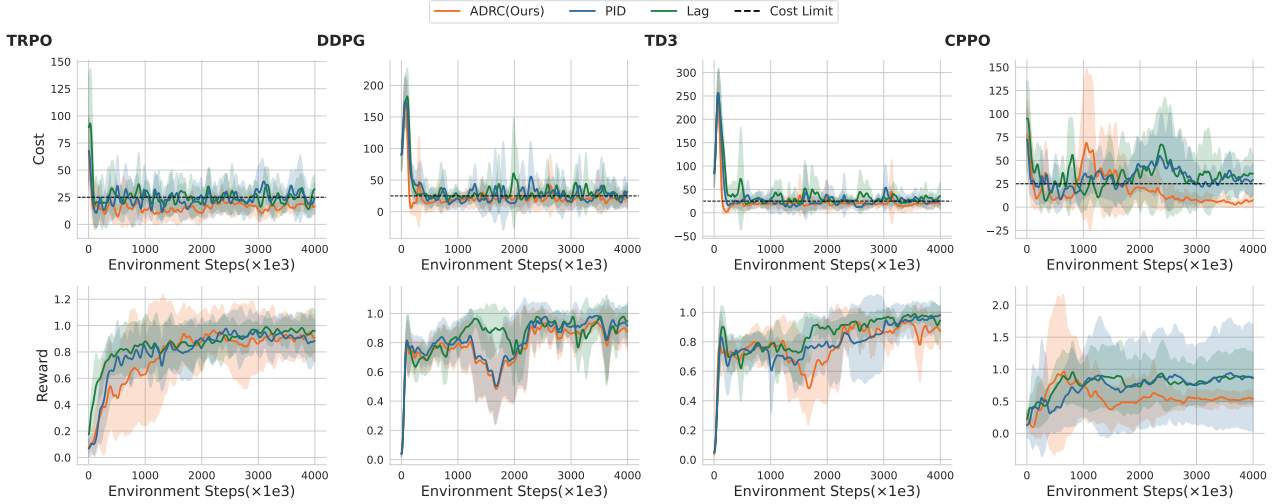 ADRC(Ours) PID Lag Cost Limit
TRPO DDPG TD3 CPPO
Cost
150
125
100
75
50
25
0
0 1000 2000 3000 4000
Environment Steps(×1e3)
200
150
100
50
0
0 1000 2000 3000 4000
Environment Steps(×1e3)
300
250
200
150
100
50
0
−50
0 1000 2000 3000 4000
Environment Steps(×1e3)
150
125
100
75
50
25
0
−25
0 1000 2000 3000 4000
Environment Steps(×1e3)
Reward
1.2
1.0
0.8
0.6
0.4
0.2
0.0
0 1000 2000 3000 4000
Environment Steps(×1e3)
1.0
0.8
0.6
0.4
0.2
0.0
0 1000 2000 3000 4000
Environment Steps(×1e3)
1.0
0.8
0.6
0.4
0.2
0.0
0 1000 2000 3000 4000
Environment Steps(×1e3)
2.0
1.5
1.0
0.5
0.0
0 1000 2000 3000 4000
Environment Steps(×1e3)